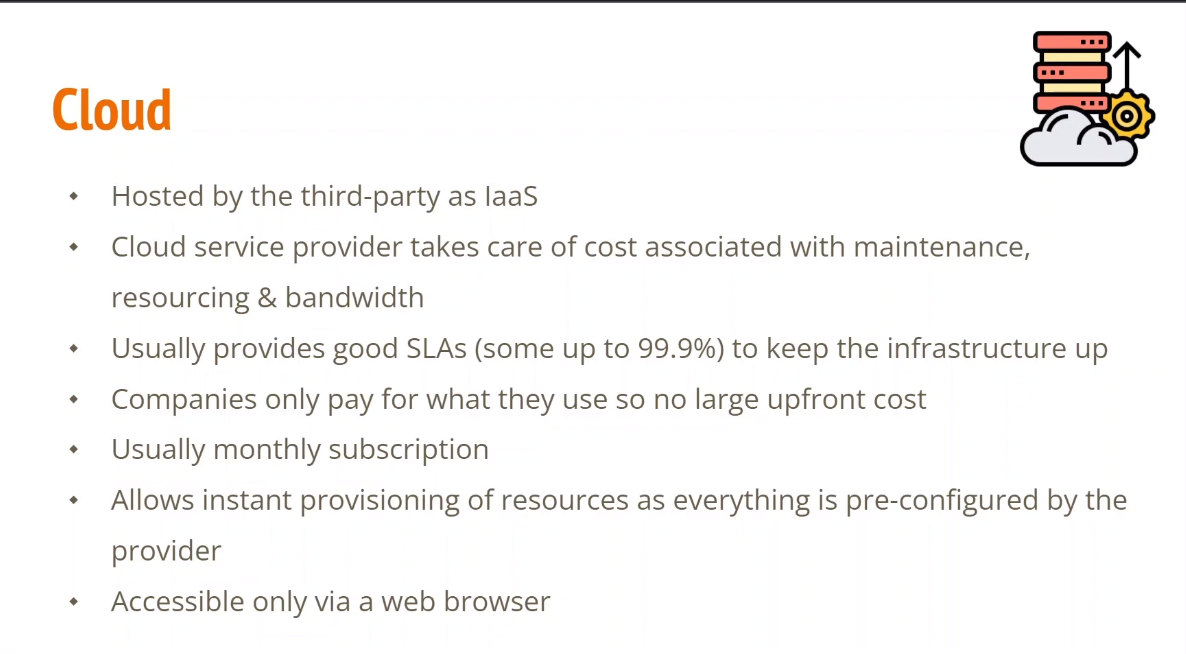 Cloud
Hosted by the third-party as IaaS
Cloud service provider takes care of cost associated with maintenance,
resourcing & bandwidth
Usually provides good SLAs (some up to 99.9%) to keep the infrastructure up
Companies only pay for what they use so no large upfront cost
Usually monthly subscription
Allows instant provisioning of resources as everything is pre-configured by the
provider
Accessible only via a web browser